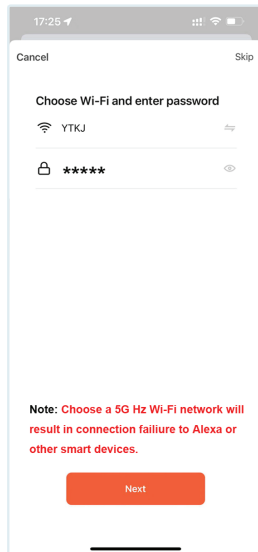 17:25
Cancel Skip
Choose Wi-Fi and enter password
YTKJ
*****
Note: Choose a 5G Hz Wi-Fi network will
result in connection failiure to Alexa or
other smart devices.
Next